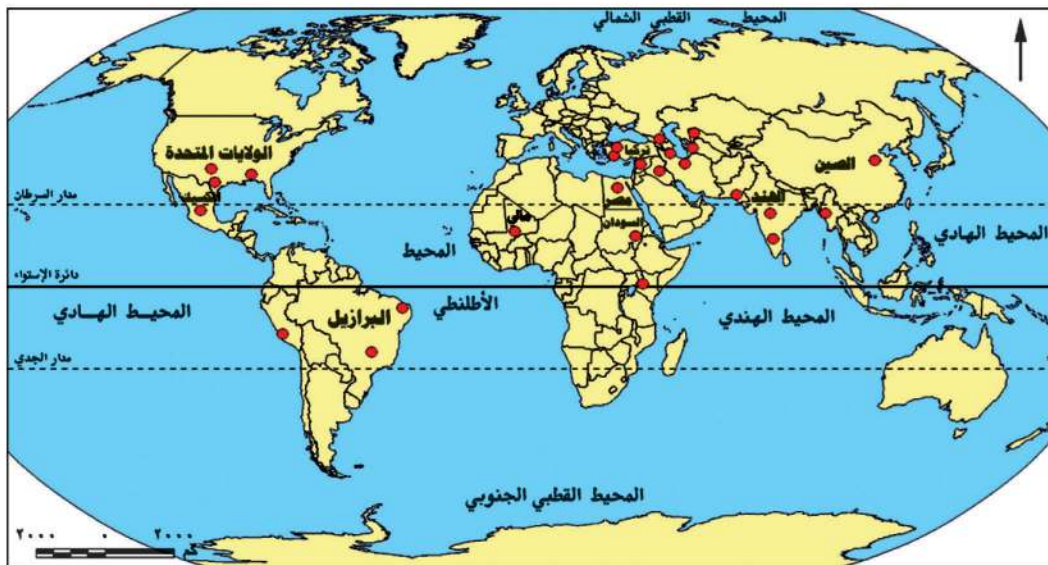 المحيط القطبي الشمالي
الولايات المتحدة
تركيا
الصين
مدار السرطان
المكسيك
مصر
الهند
مالي
السودان
المحيط
المحيط الهادي
دائرة الإستواء
المحيط الهادي
الأطلنطي
المحيط الهندي
البرازيل
مدار الجدي
المحيط القطبي الجنوبي
٢٠٠٠ ٠ ٢٠٠٠